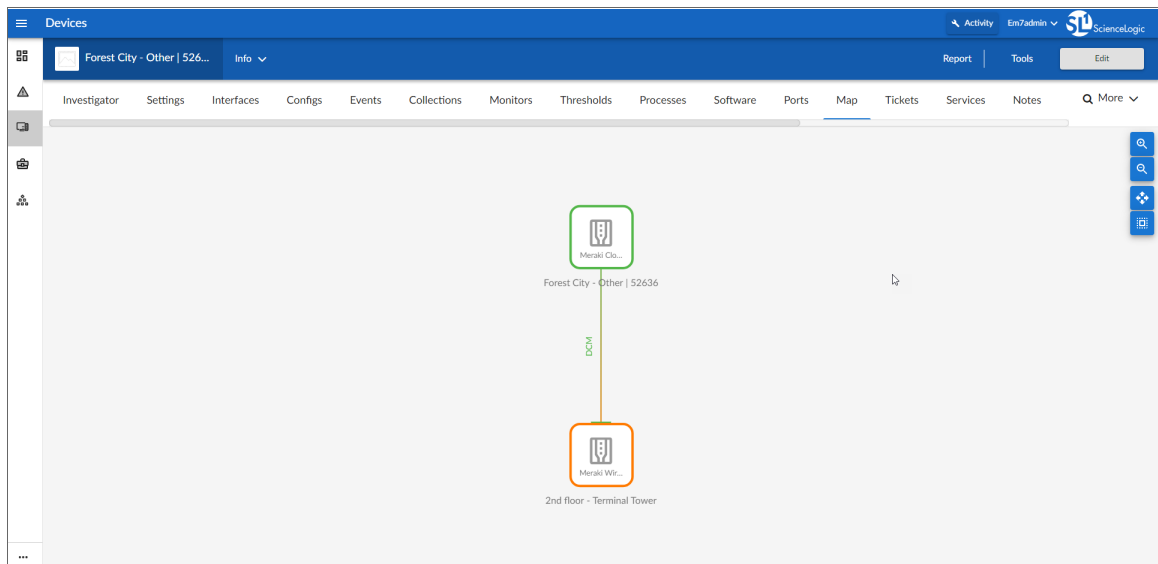 Devices
Activity
Em7admin
SL1 ScienceLogic
Forest City - Other | 526...
Info
Report
Tools
Edit
Investigator
Settings
Interfaces
Configs
Events
Collections
Monitors
Thresholds
Processes
Software
Ports
Map
Tickets
Services
Notes
More
Meraki Clo...
Forest City - Other | 52636
DCM
Meraki Wir...
2nd floor - Terminal Tower